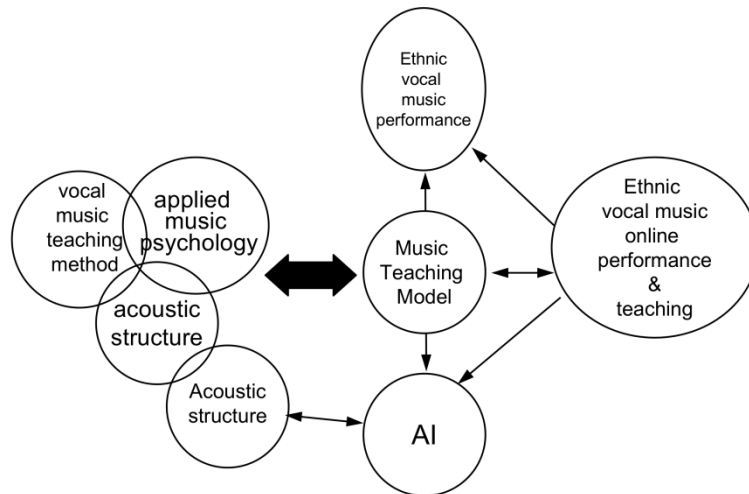 Ethnic
vocal
music
performance
vocal
music
teaching
method
applied
music
psychology
Ethnic
vocal music
online
performance
&
teaching
Music
Teaching
Model
acoustic
structure
Acoustic
structure
AI